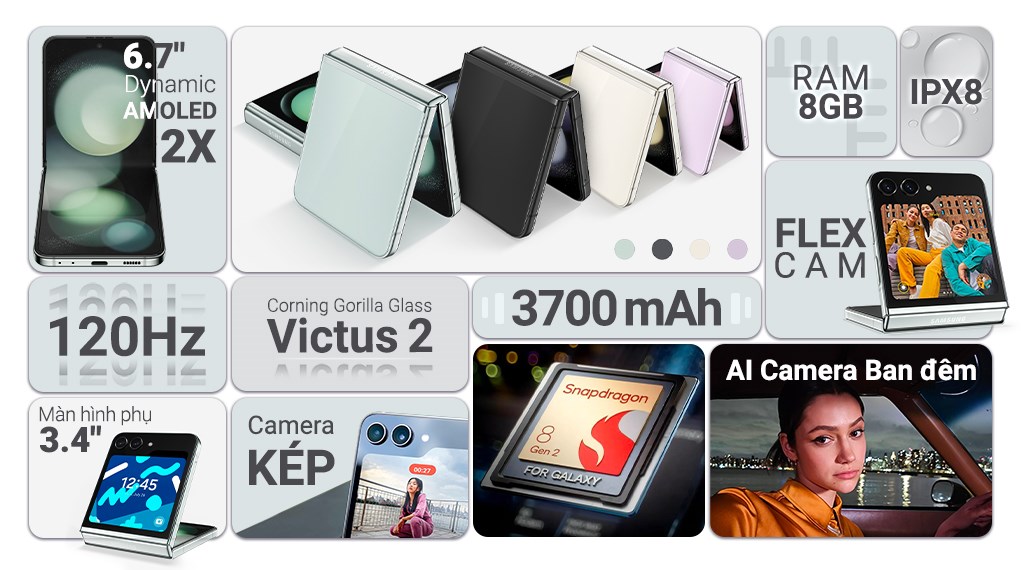 6.7"
Dynamic
AMOLED
2X
RAM
8GB
IPX8
FLEX
CAM
SAMSUNG
120Hz
Corning Gorilla Glass
Victus 2
3700 mAh
Màn hình phụ
3.4"
12:45
Camera
KÉP
00:27
Snapdragon
8
Gen 2
FOR GALAXY
AI Camera Ban đêm